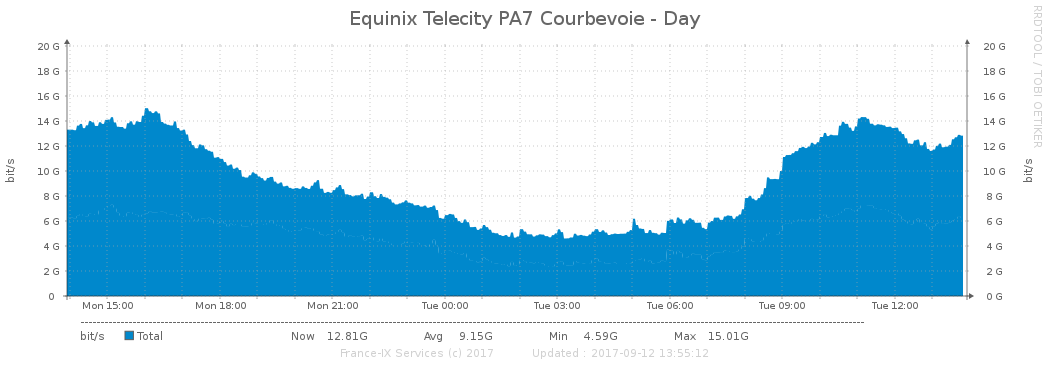 Equinix Telecity PA7 Courbevoie - Day
RRDTOOL / TOBI OETIKER
20 G 20 G
18 G 18 G
16 G 16 G
14 G 14 G
12 G 12 G
10 G 10 G
8 G 8 G
6 G 6 G
4 G 4 G
2 G 2 G
0 0 G
bit/s bit/s
Mon 15:00 Mon 18:00 Mon 21:00 Tue 00:00 Tue 03:00 Tue 06:00 Tue 09:00 Tue 12:00
bit/s Total Now 12.81G Avg 9.15G Min 4.59G Max 15.01G
France-IX Services (c) 2017 Updated : 2017-09-12 13:55:12